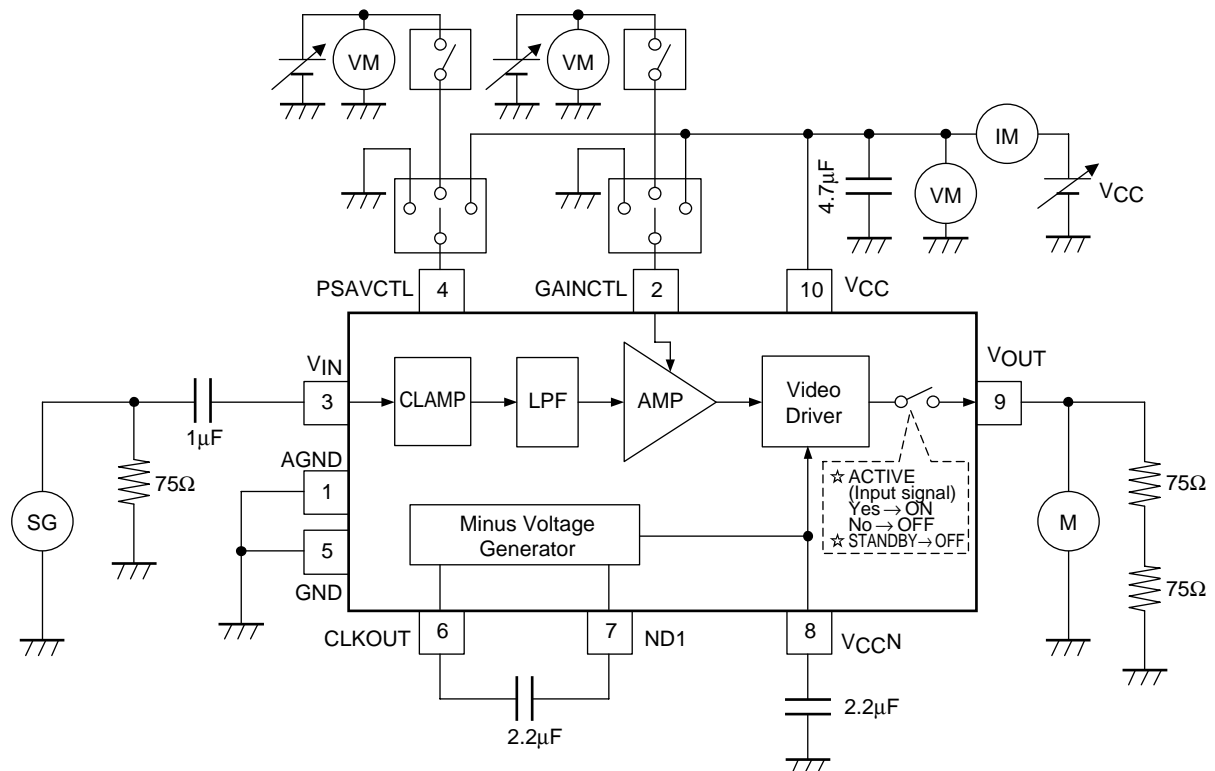 VM
VM
IM
4.7μF
VM
VCC
PSAVCTL
4
GAINCTL
2
10
VCC
VIN
3
1μF
75Ω
SG
AGND
1
5
GND
CLAMP
LPF
AMP
Video
Driver
VOUT
9
☆ ACTIVE
(Input signal)
Yes→ON
No→OFF
☆ STANDBY→OFF
Minus Voltage
Generator
M
75Ω
75Ω
CLKOUT
6
7
ND1
8
VCCN
2.2μF
2.2μF